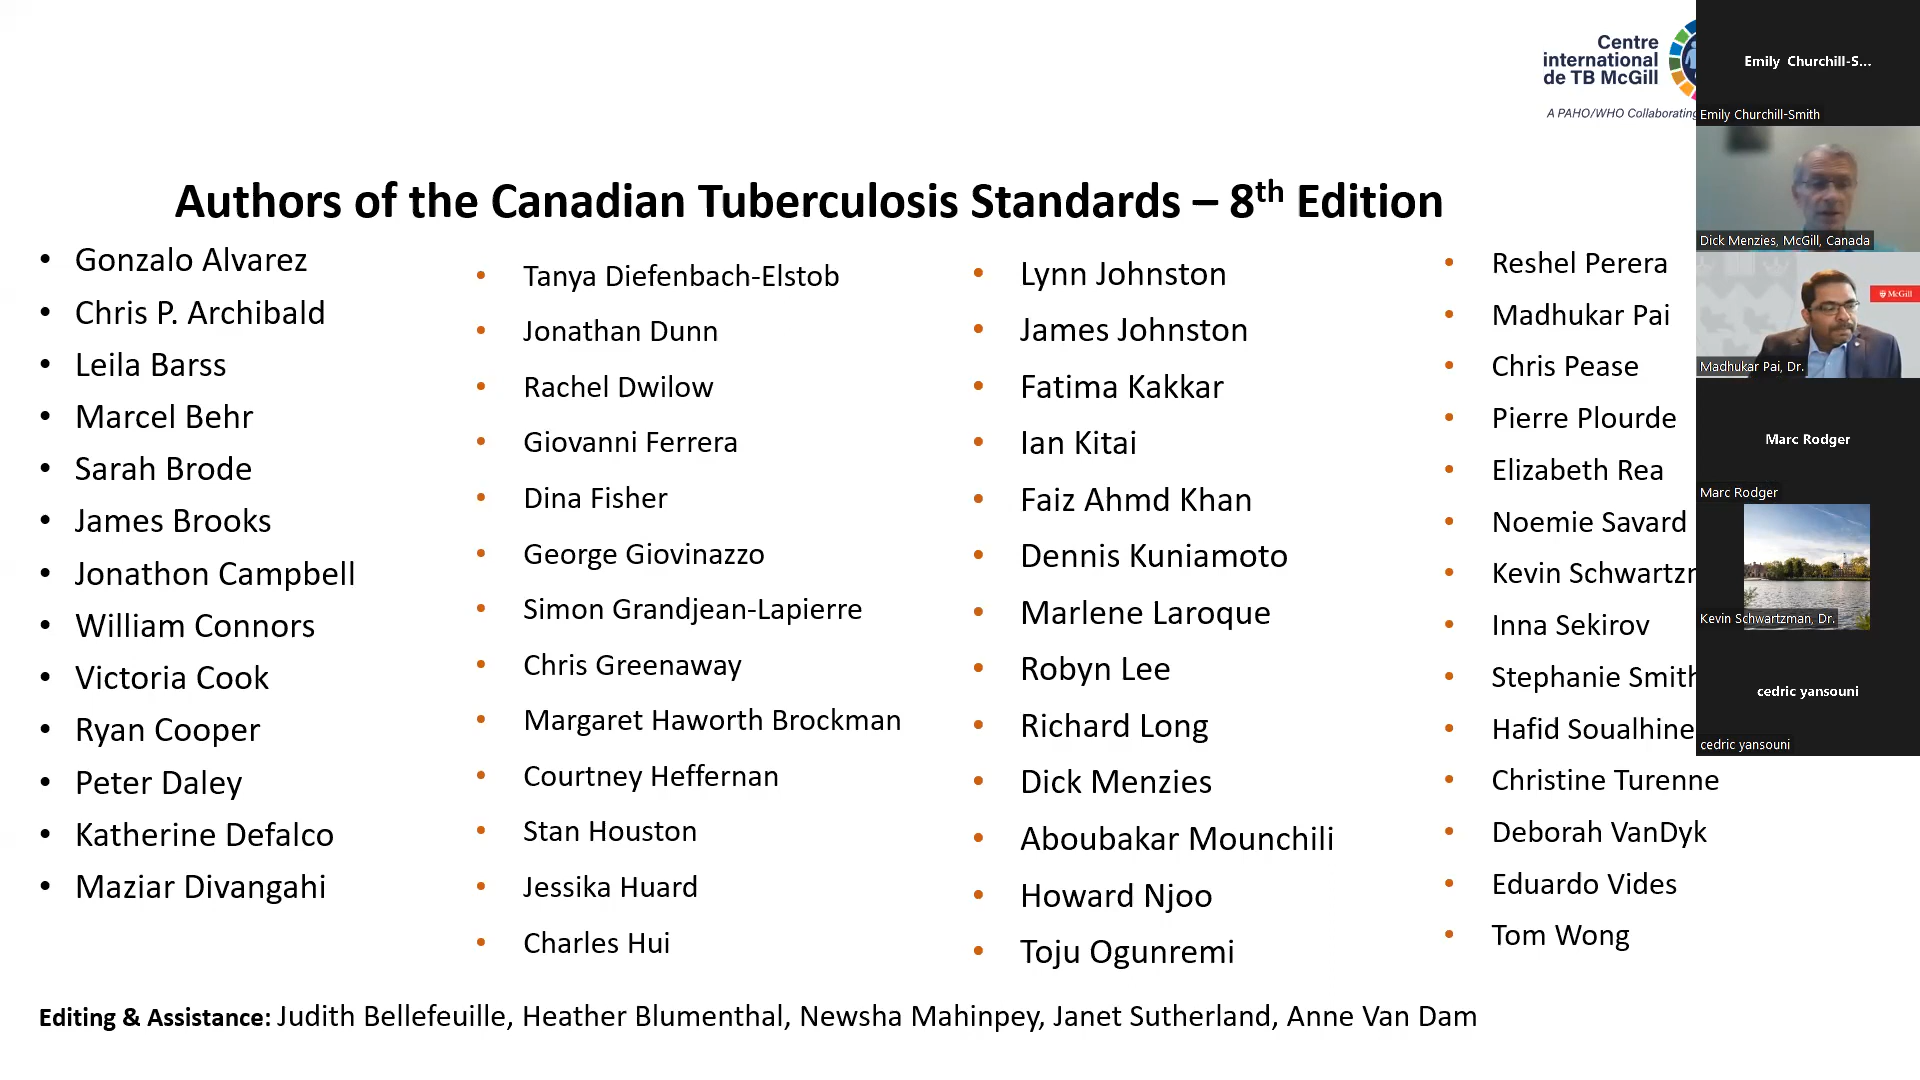 Centre
international
de TB McGill
A PAHO/WHO Collaborating
Authors of the Canadian Tuberculosis Standards – 8th Edition
• Gonzalo Alvarez
• Chris P. Archibald
• Leila Barss
• Marcel Behr
• Sarah Brode
• James Brooks
• Jonathon Campbell
• William Connors
• Victoria Cook
• Ryan Cooper
• Peter Daley
• Katherine Defalco
• Maziar Divangahi
• Tanya Diefenbach-Elstob
• Jonathan Dunn
• Rachel Dwilow
• Giovanni Ferrera
• Dina Fisher
• George Giovinazzo
• Simon Grandjean-Lapierre
• Chris Greenaway
• Margaret Haworth Brockman
• Courtney Heffernan
• Stan Houston
• Jessika Huard
• Charles Hui
• Lynn Johnston
• James Johnston
• Fatima Kakkar
• Ian Kitai
• Faiz Ahmd Khan
• Dennis Kuniamoto
• Marlene Laroque
• Robyn Lee
• Richard Long
• Dick Menzies
• Aboubakar Mounchili
• Howard Njoo
• Toju Ogunremi
• Reshel Perera
• Madhukar Pai
• Chris Pease
• Pierre Plourde
• Elizabeth Rea
• Noemie Savard
• Kevin Schwartz
• Inna Sekirov
• Stephanie Smith
• Hafid Soualhine
• Christine Turenne
• Deborah VanDyk
• Eduardo Vides
• Tom Wong
Editing & Assistance: Judith Bellefeuille, Heather Blumenthal, Newsha Mahinpey, Janet Sutherland, Anne Van Dam
Emily Churchill-S...
Emily Churchill-Smith
Dick Menzies, McGill, Canada
McGill
Madhukar Pai, Dr.
Marc Rodger
Marc Rodger
Kevin Schwartzman, Dr.
cedric yansouni
cedric yansouni